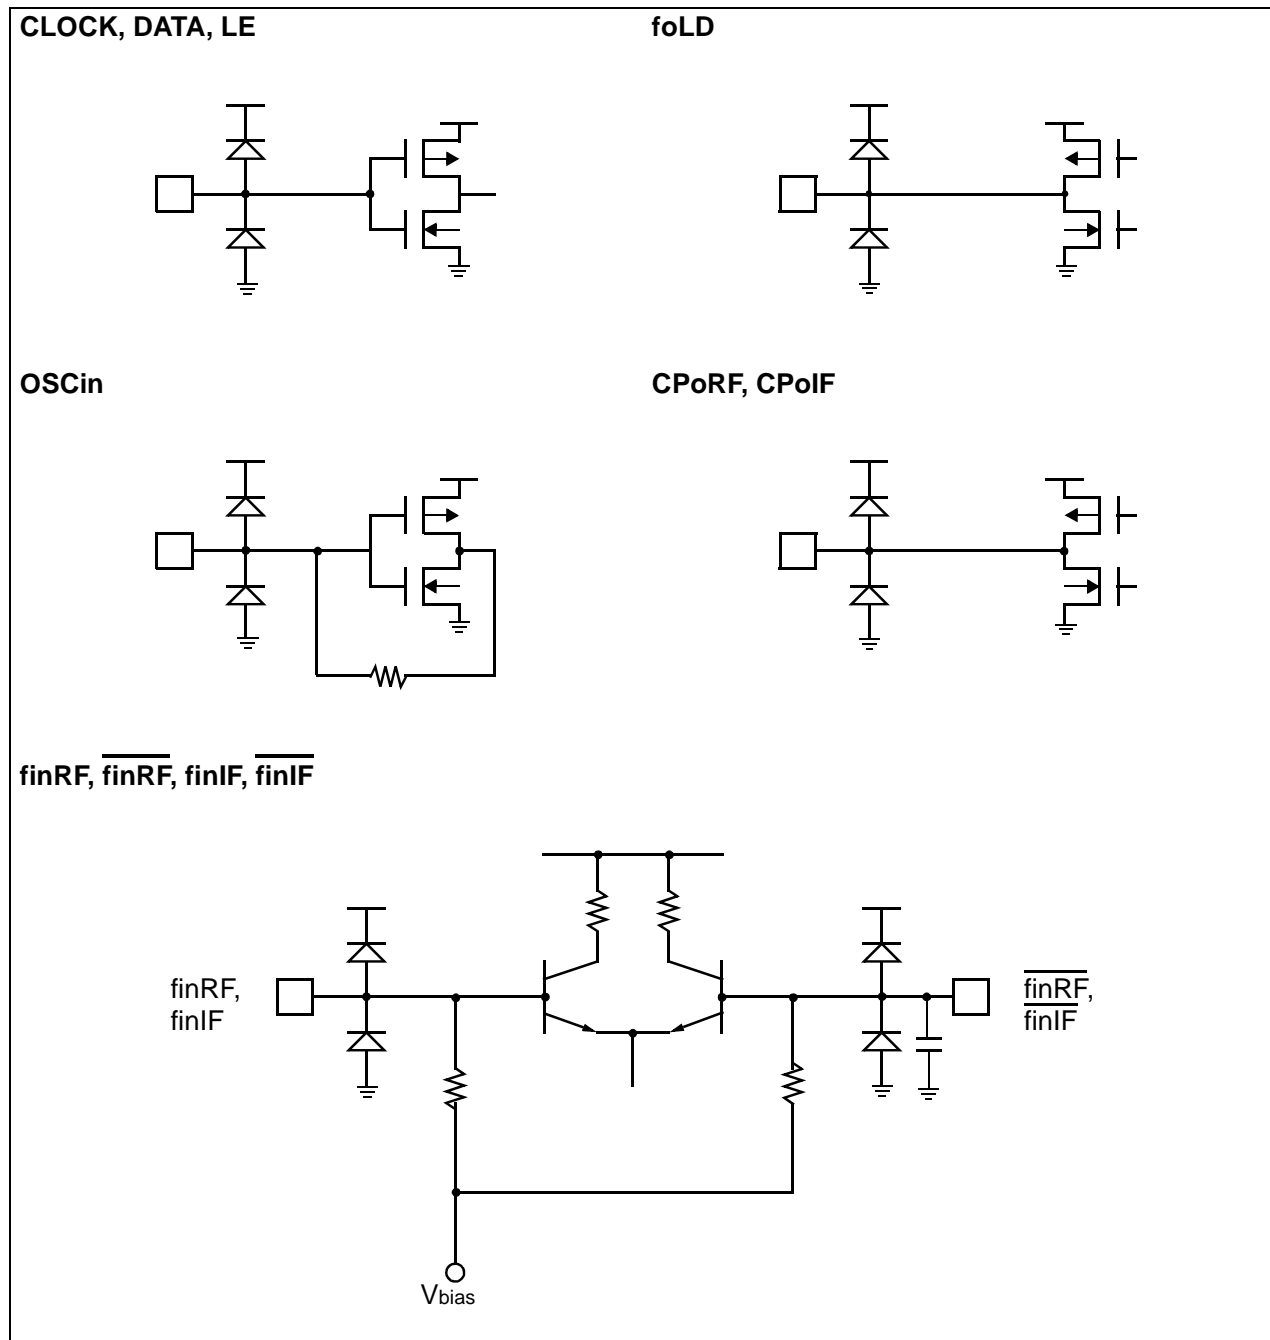 CLOCK, DATA, LE
foLD
OSCin
CPoRF, CPoIF
finRF, finRF, finIF, finIF
finRF,
finIF
finRF,
finIF
Vbias